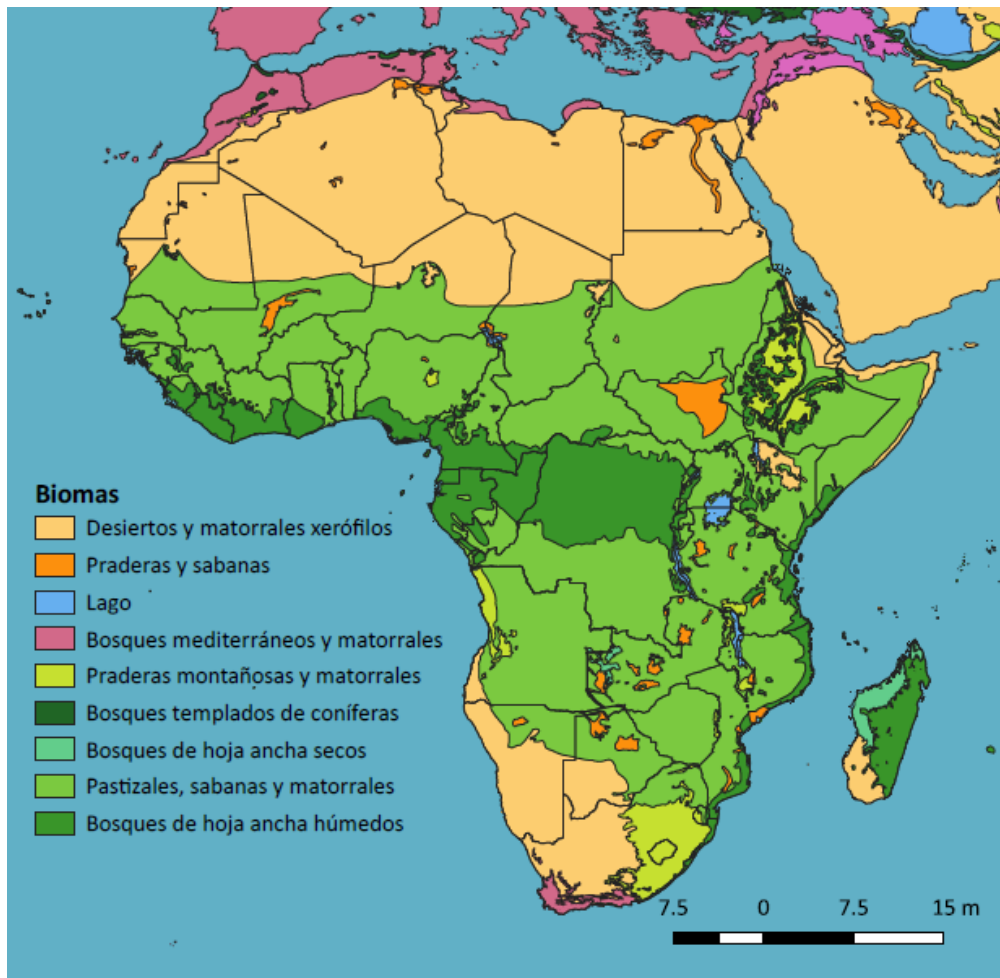 Biomas
Desiertos y matorrales xerófilos
Praderas y sabanas
Lago
Bosques mediterráneos y matorrales
Praderas montañosas y matorrales
Bosques templados de coníferas
Bosques de hoja ancha secos
Pastizales, sabanas y matorrales
Bosques de hoja ancha húmedos
7.5 0 7.5 15 m